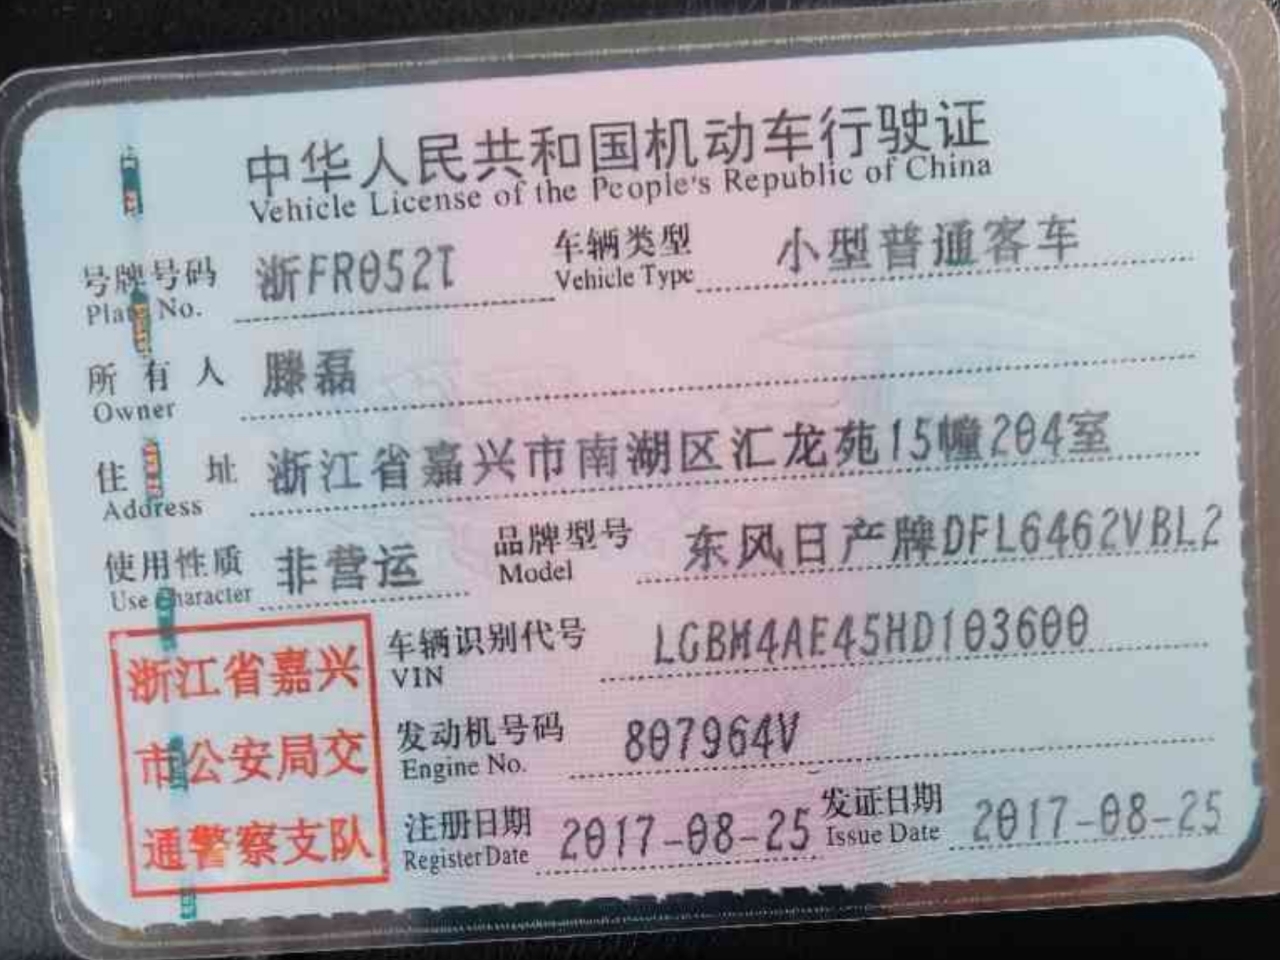 中华人民共和国机动车行驶证
Vehicle License of the People's Republic of China
号牌号码 浙FR052T 车辆类型 小型普通客车
Plate No. Vehicle Type
所有人 滕磊
Owner
住址 浙江省嘉兴市南湖区汇龙苑15幢204室
Address
使用性质 非营运 品牌型号 东风日产牌DFL6462VBL2
Use Character Model
浙江省嘉兴
市公安局交
通警察支队
车辆识别代号 LGBM4AE45HD103600
VIN
发动机号码 807964V
Engine No.
注册日期 2017-08-25 发证日期 2017-08-25
Register Date Issue Date